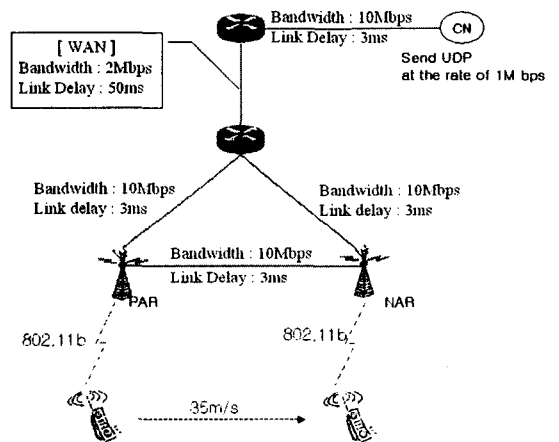 Bandwidth : 10Mbps
Link Delay : 3ms
CN
Send UDP
at the rate of 1M bps
[ WAN ]
Bandwidth : 2Mbps
Link Delay : 50ms
Bandwidth : 10Mbps
Link delay : 3ms
Bandwidth : 10Mbps
Link delay : 3ms
Bandwidth : 10Mbps
Link Delay : 3ms
PAR
NAR
802.11b
802.11b
35m/s